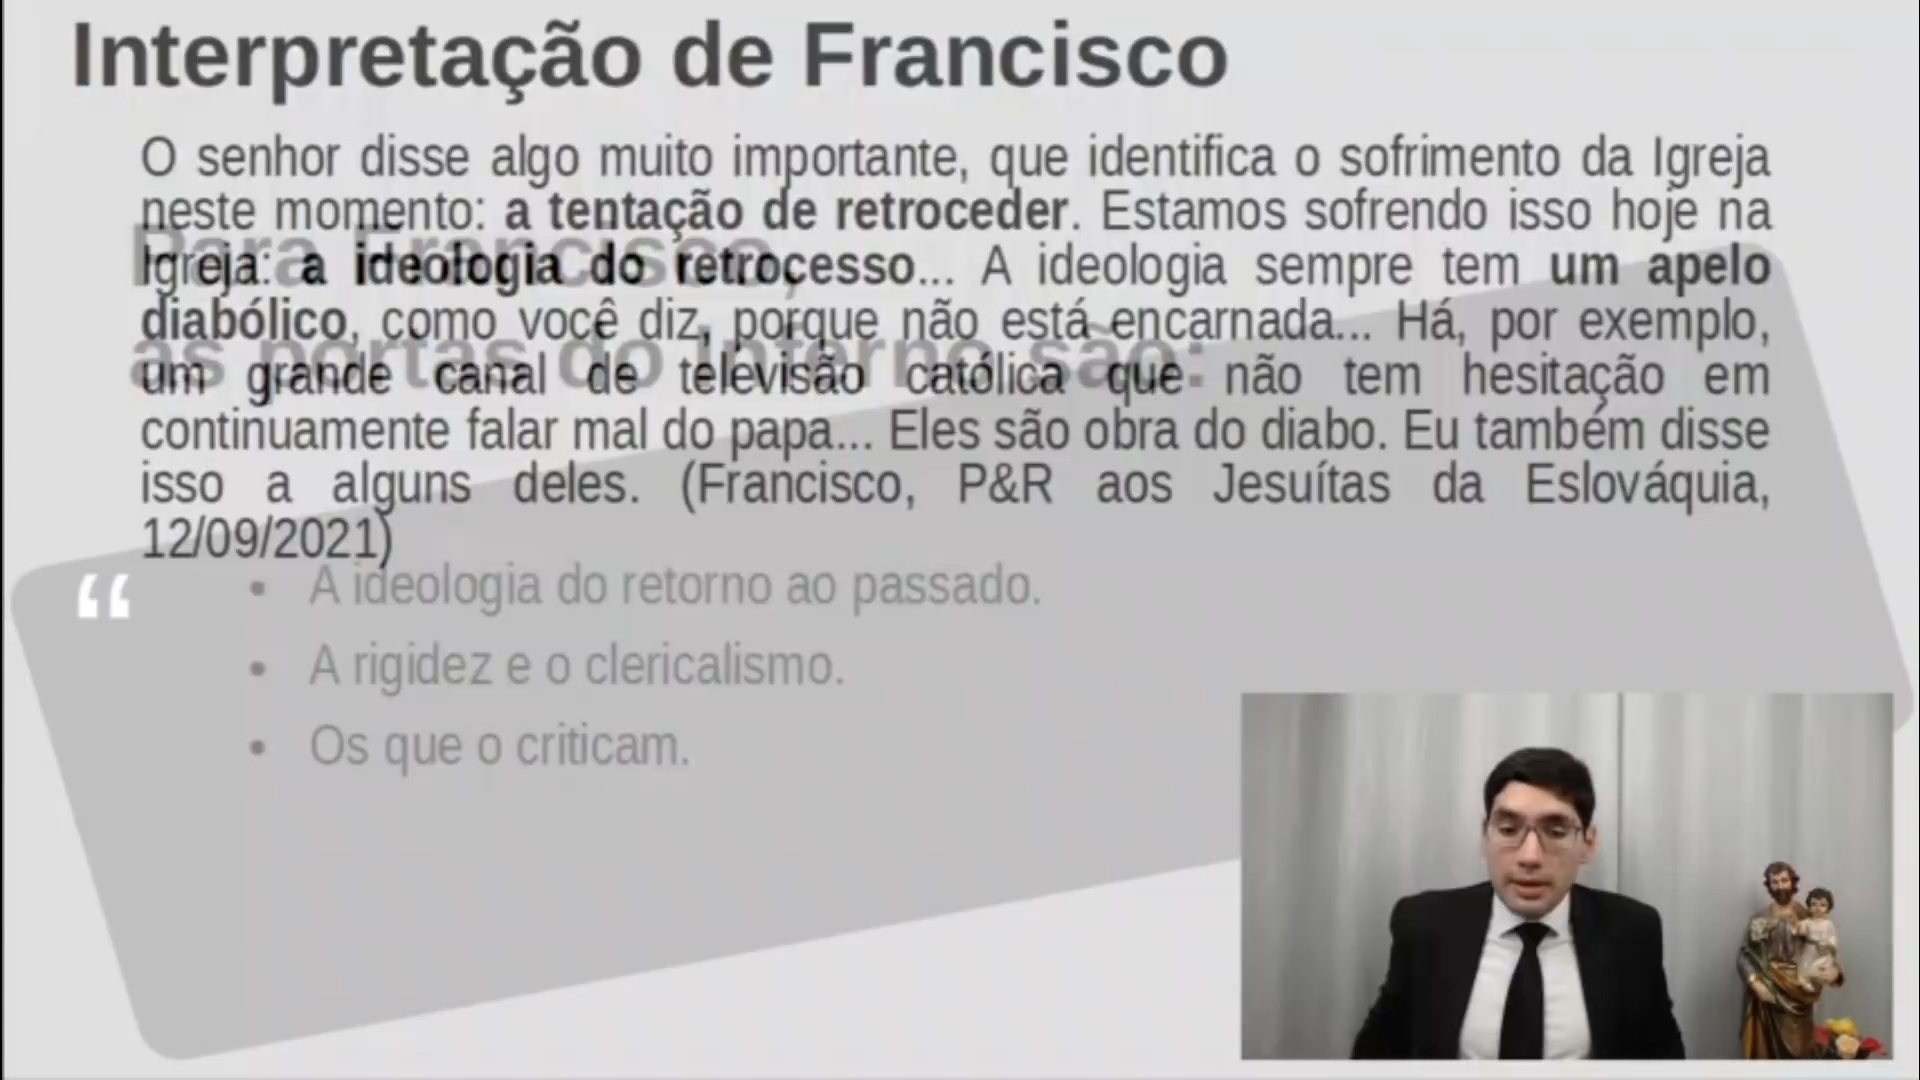 Interpretação de Francisco
O senhor disse algo muito importante, que identifica o sofrimento da Igreja
neste momento: a tentação de retroceder. Estamos sofrendo isso hoje na
Igreja: a ideologia do retrocesso... A ideologia sempre tem um apelo
diabólico, como você diz, porque não está encarnada... Há, por exemplo,
um grande canal de televisão católica que não tem hesitação em
continuamente falar mal do papa... Eles são obra do diabo. Eu também disse
isso a alguns deles. (Francisco, P&R aos Jesuítas da Eslováquia,
12/09/2021)
Para Francisco,
as portas do inferno são:
“
• A ideologia do retorno ao passado.
• A rigidez e o clericalismo.
• Os que o criticam.